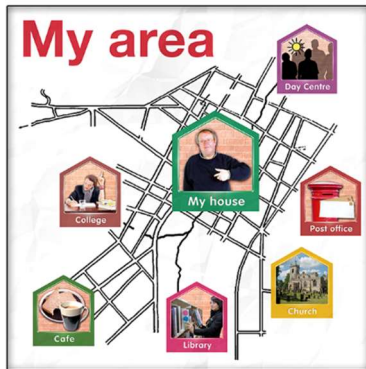 My area
Day Centre
My house
College
Post office
Church
Cafe
Library